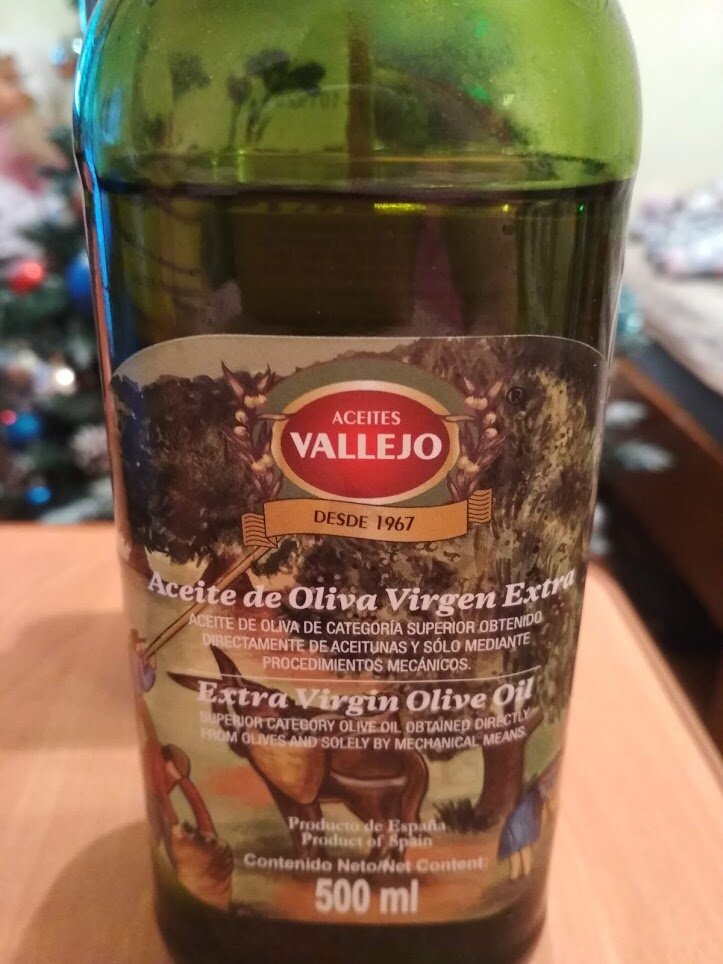 ACEITES
VALLEJO
®
DESDE 1967
Aceite de Oliva Virgen Extra
ACEITE DE OLIVA DE CATEGORÍA SUPERIOR OBTENIDO
DIRECTAMENTE DE ACEITUNAS Y SÓLO MEDIANTE
PROCEDIMIENTOS MECÁNICOS.
Extra Virgin Olive Oil
SUPERIOR CATEGORY OLIVE OIL OBTAINED DIRECTLY
FROM OLIVES AND SOLELY BY MECHANICAL MEANS.
Producto de España
Product of Spain
Contenido Neto/Net Content:
500 ml